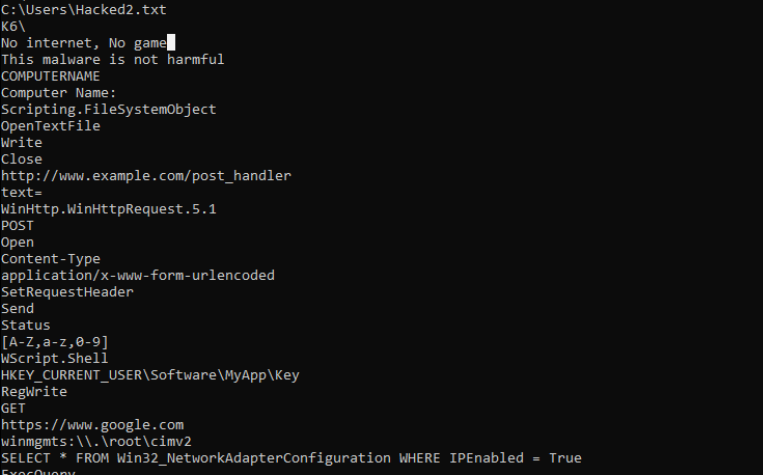 C:\Users\Hacked2.txt
K6\
No internet, No game
This malware is not harmful
COMPUTERNAME
Computer Name:
Scripting.FileSystemObject
OpenTextFile
Write
Close
http://www.example.com/post_handler
text=
WinHttp.WinHttpRequest.5.1
POST
Open
Content-Type
application/x-www-form-urlencoded
SetRequestHeader
Send
Status
[A-Z,a-z,0-9]
WScript.Shell
HKEY_CURRENT_USER\Software\MyApp\Key
RegWrite
GET
https://www.google.com
winmgmts:\\.\root\cimv2
SELECT * FROM Win32_NetworkAdapterConfiguration WHERE IPEnabled = True
ExecQuery